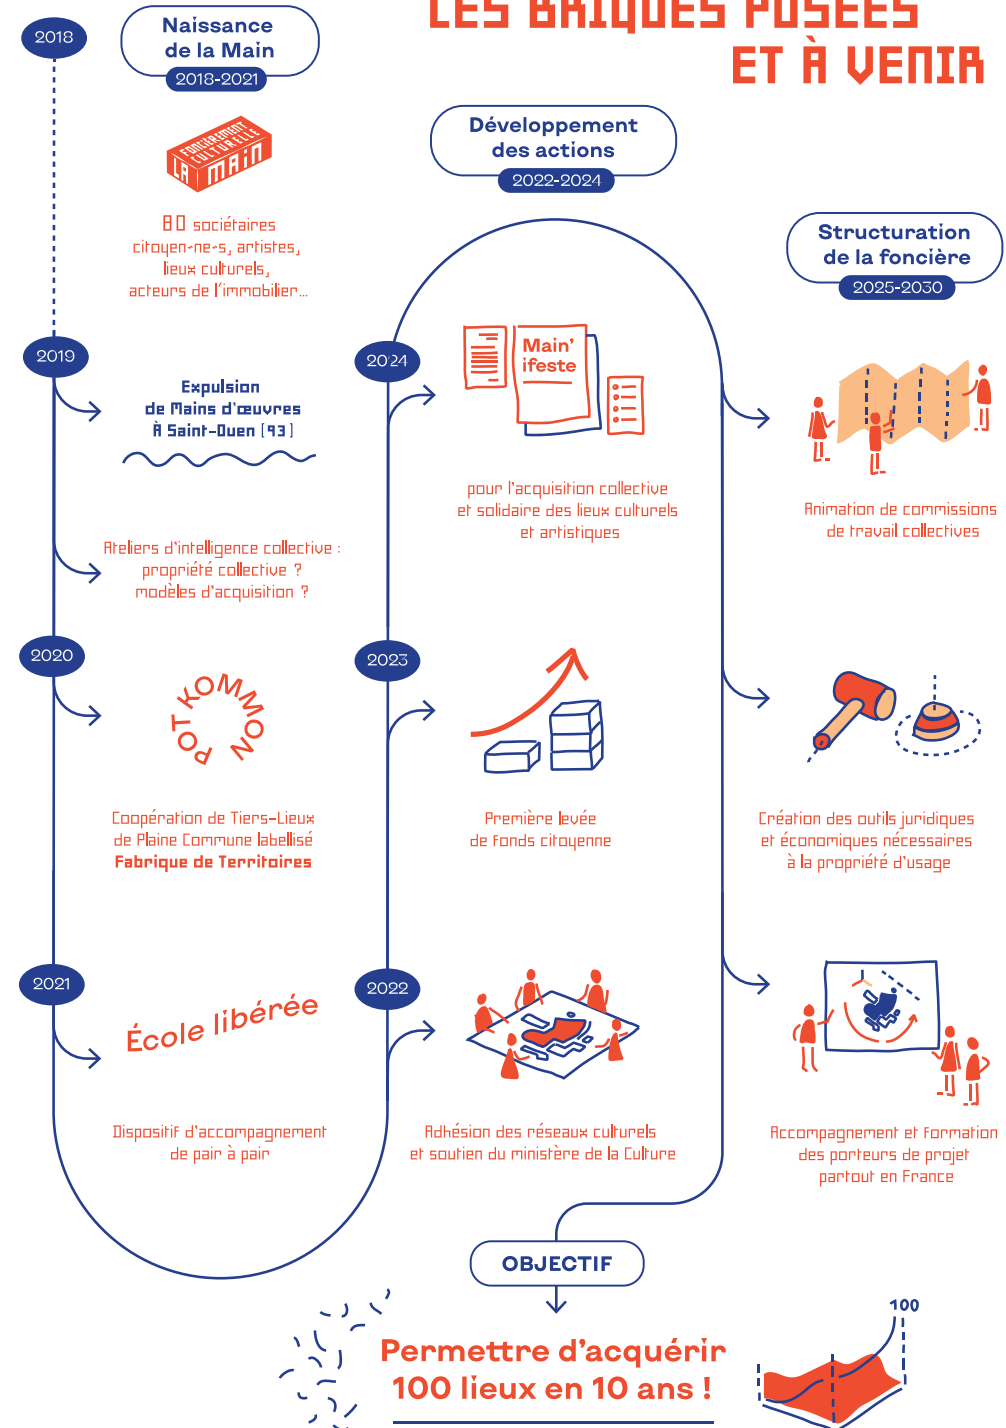 LES BRIQUES POSÉES
ET À VENIR
2018
Naissance
de la Main
2018-2021
FONCIÈREMENT
CULTURELLE
LA MAIN
80 sociétaires
citoyen·ne·s, artistes,
lieux culturels,
acteurs de l'immobilier...
2019
Expulsion
de Mains d'œuvres
À Saint-Ouen (93)
Ateliers d'intelligence collective :
propriété collective ?
modèles d'acquisition ?
2020
POT KOMMON
Coopération de Tiers-Lieux
de Plaine Commune labellisé
Fabrique de Territoires
2021
École libérée
Dispositif d'accompagnement
de pair à pair
Développement
des actions
2022-2024
2024
Main'
ifeste
pour l'acquisition collective
et solidaire des lieux culturels
et artistiques
2023
Première levée
de fonds citoyenne
2022
Adhésion des réseaux culturels
et soutien du ministère de la Culture
Structuration
de la foncière
2025-2030
Animation de commissions
de travail collectives
Création des outils juridiques
et économiques nécessaires
à la propriété d'usage
Accompagnement et formation
des porteurs de projet
partout en France
OBJECTIF
Permettre d'acquérir
100 lieux en 10 ans !
100